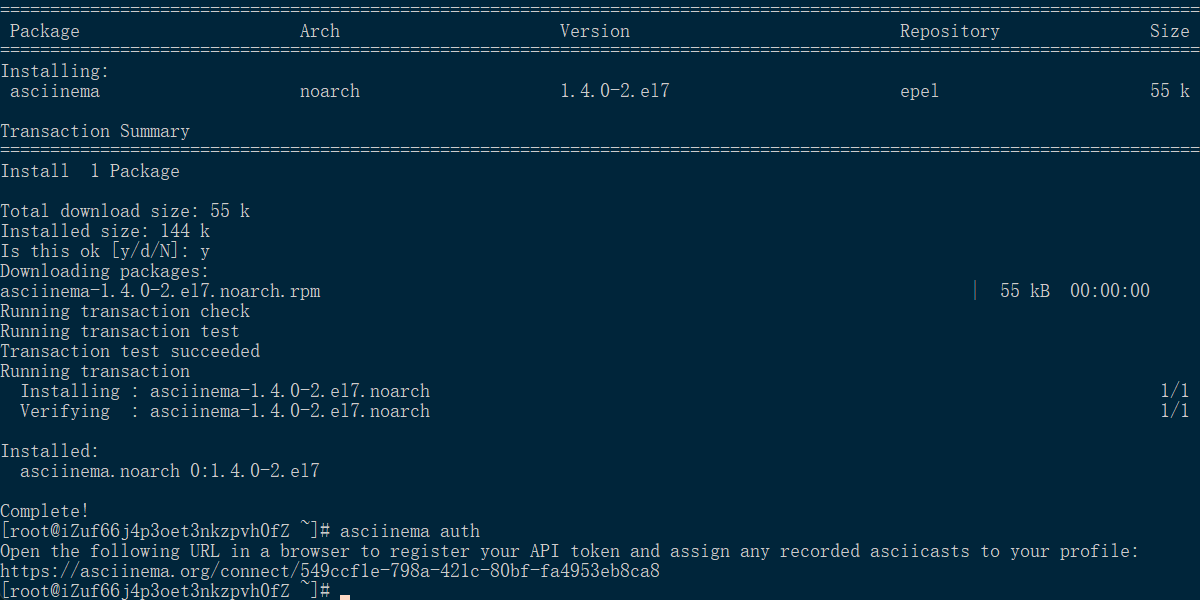 ================================================================================
Package Arch Version Repository Size
================================================================================
Installing:
asciinema noarch 1.4.0-2.el7 epel 55 k
Transaction Summary
================================================================================
Install 1 Package
Total download size: 55 k
Installed size: 144 k
Is this ok [y/d/N]: y
Downloading packages:
asciinema-1.4.0-2.el7.noarch.rpm | 55 kB 00:00:00
Running transaction check
Running transaction test
Transaction test succeeded
Running transaction
Installing : asciinema-1.4.0-2.el7.noarch 1/1
Verifying : asciinema-1.4.0-2.el7.noarch 1/1
Installed:
asciinema.noarch 0:1.4.0-2.el7
Complete!
[root@iZuf66j4p3oet3nkzpvh0fZ ~]# asciinema auth
Open the following URL in a browser to register your API token and assign any recorded asciicasts to your profile:
https://asciinema.org/connect/549ccf1e-798a-421c-80bf-fa4953eb8ca8
[root@iZuf66j4p3oet3nkzpvh0fZ ~]#